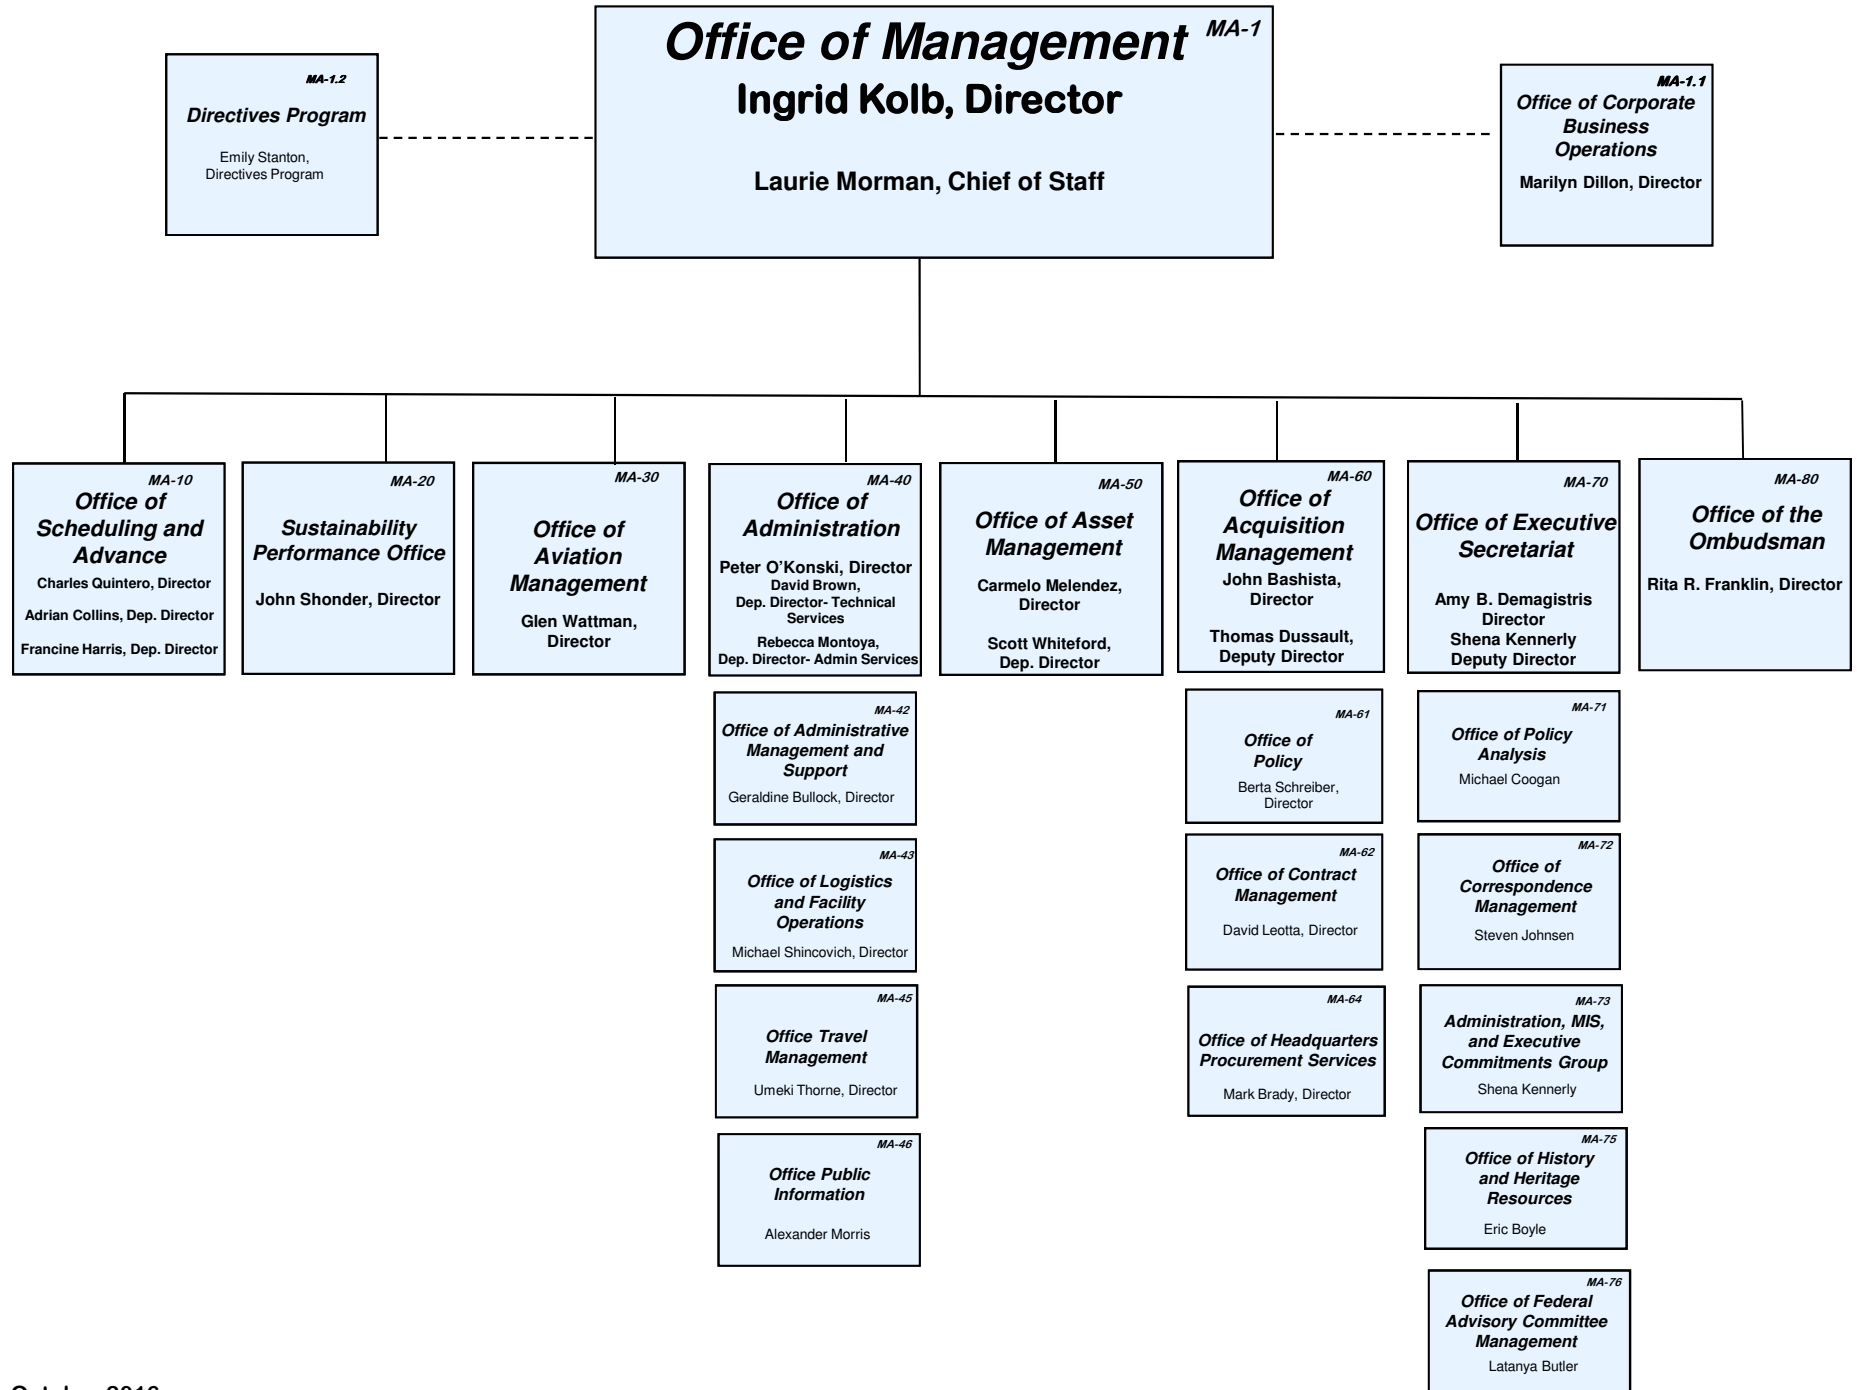 MA-1
Office of Management
Ingrid Kolb, Director
Laurie Morman, Chief of Staff
MA-1.2
Directives Program
Emily Stanton,
Directives Program
MA-1.1
Office of Corporate
Business
Operations
Marilyn Dillon, Director
MA-10
Office of
Scheduling and
Advance
Charles Quintero, Director
Adrian Collins, Dep. Director
Francine Harris, Dep. Director
MA-20
Sustainability
Performance Office
John Shonder, Director
MA-30
Office of
Aviation
Management
Glen Wattman,
Director
MA-40
Office of
Administration
Peter O'Konski, Director
David Brown,
Dep. Director- Technical
Services
Rebecca Montoya,
Dep. Director- Admin Services
MA-50
Office of Asset
Management
Carmelo Melendez,
Director
Scott Whiteford,
Dep. Director
MA-60
Office of
Acquisition
Management
John Bashista,
Director
Thomas Dussault,
Deputy Director
MA-70
Office of Executive
Secretariat
Amy B. Demagistris
Director
Shena Kennerly
Deputy Director
MA-80
Office of the
Ombudsman
Rita R. Franklin, Director
MA-42
Office of Administrative
Management and
Support
Geraldine Bullock, Director
MA-43
Office of Logistics
and Facility
Operations
Michael Shincovich, Director
MA-45
Office Travel
Management
Umeki Thorne, Director
MA-46
Office Public
Information
Alexander Morris
MA-61
Office of
Policy
Berta Schreiber,
Director
MA-62
Office of Contract
Management
David Leotta, Director
MA-64
Office of Headquarters
Procurement Services
Mark Brady, Director
MA-71
Office of Policy
Analysis
Michael Coogan
MA-72
Office of
Correspondence
Management
Steven Johnsen
MA-73
Administration, MIS,
and Executive
Commitments Group
Shena Kennerly
MA-75
Office of History
and Heritage
Resources
Eric Boyle
MA-76
Office of Federal
Advisory Committee
Management
Latanya Butler